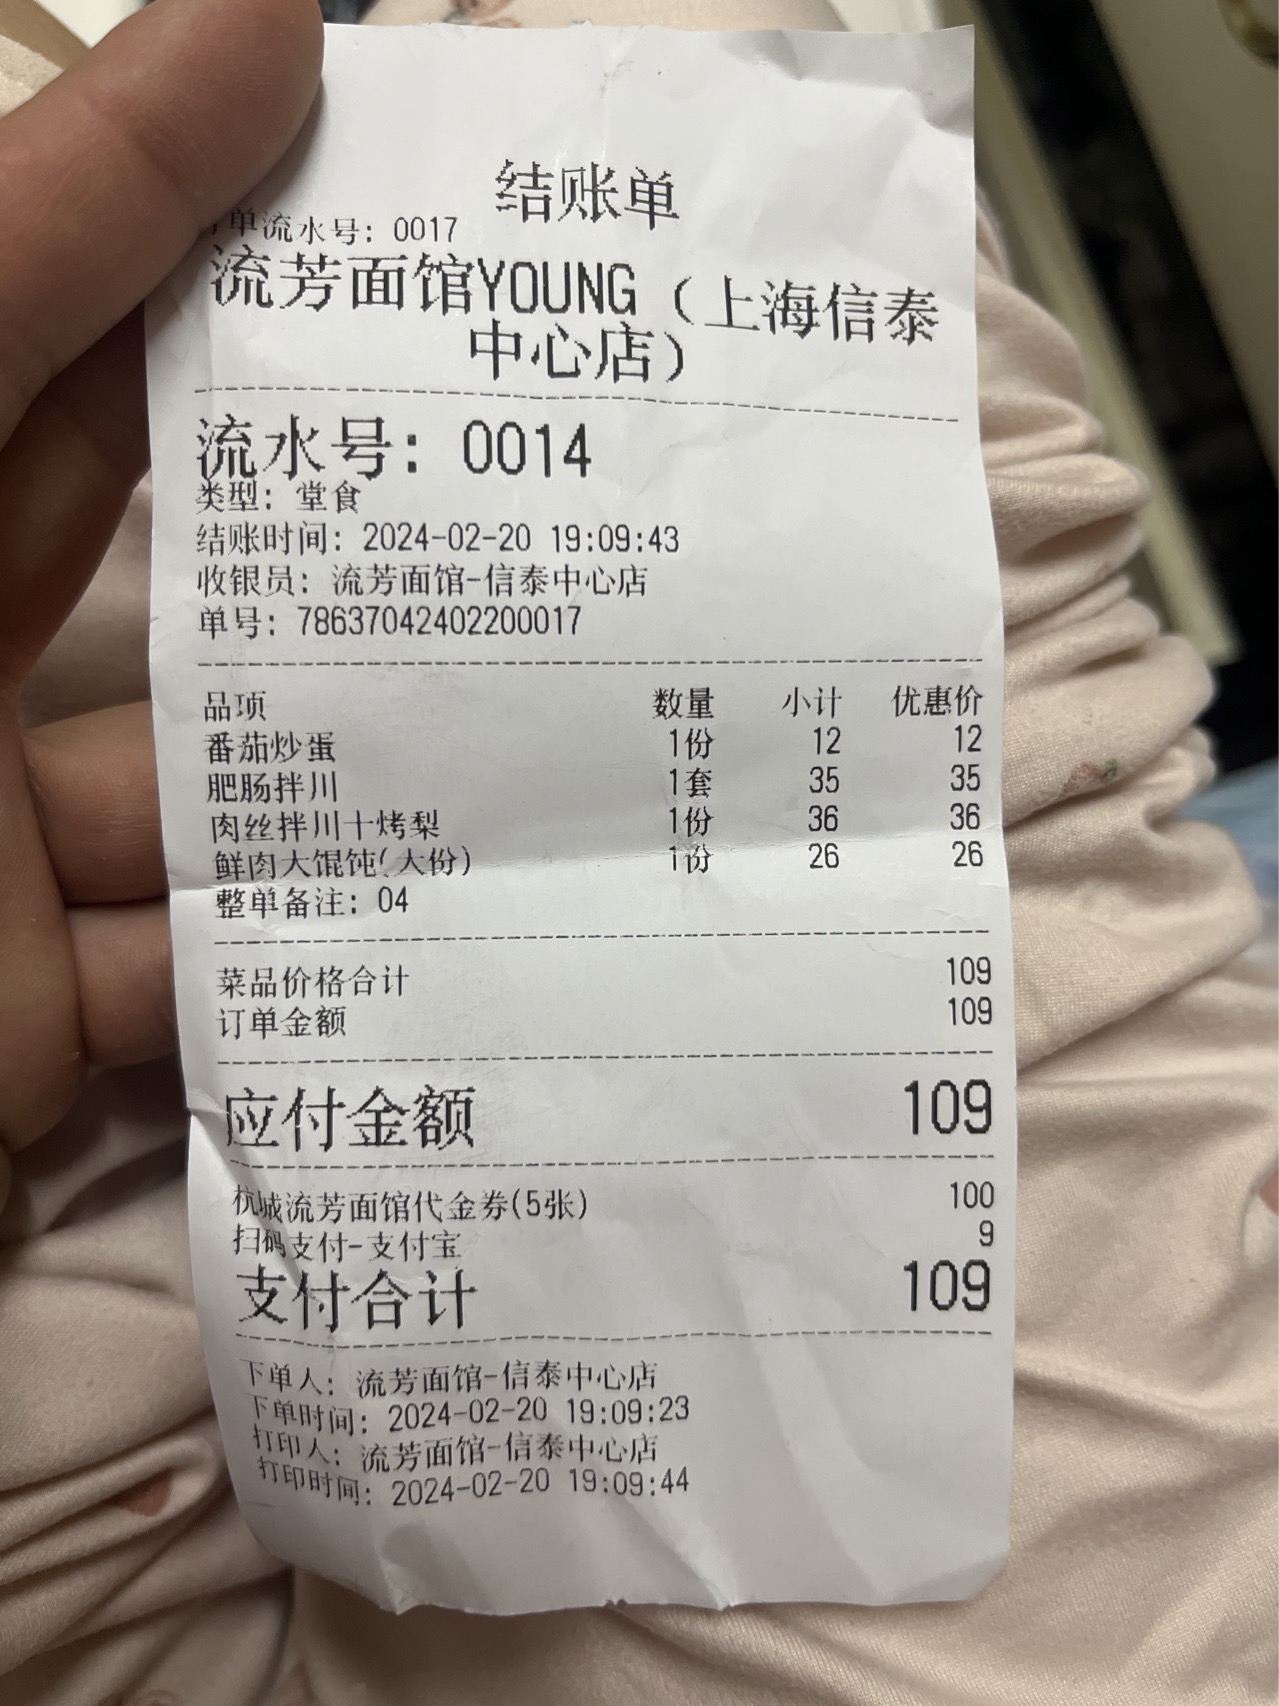 结账单
单流水号: 0017
流芳面馆YOUNG（上海信泰
中心店）
流水号: 0014
类型: 堂食
结账时间: 2024-02-20 19:09:43
收银员: 流芳面馆-信泰中心店
单号: 78637042402200017
品项 数量 小计 优惠价
番茄炒蛋 1份 12 12
肥肠拌川 1套 35 35
肉丝拌川十烤梨 1份 36 36
鲜肉大馄饨(大份) 1份 26 26
整单备注: 04
菜品价格合计 109
订单金额 109
应付金额 109
杭城流芳面馆代金券(5张) 100
扫码支付-支付宝 9
支付合计 109
下单人: 流芳面馆-信泰中心店
下单时间: 2024-02-20 19:09:23
打印人: 流芳面馆-信泰中心店
打印时间: 2024-02-20 19:09:44